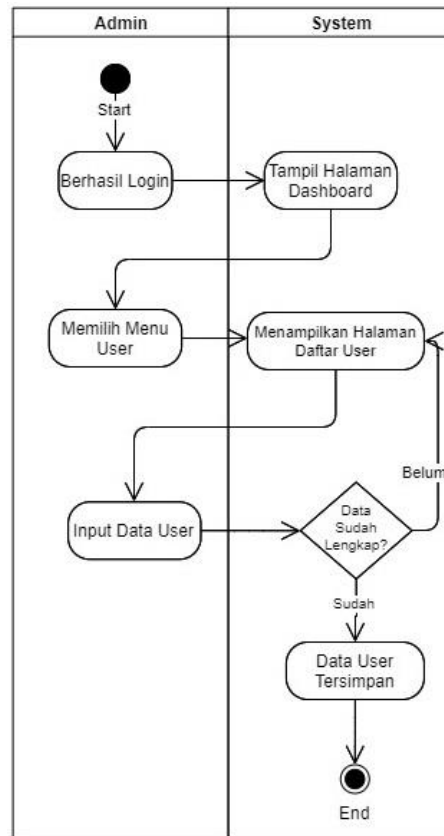 Admin
System
Start
Berhasil Login
Tampil Halaman
Dashboard
Memilih Menu
User
Menampilkan Halaman
Daftar User
Input Data User
Data
Sudah
Lengkap?
Belum
Sudah
Data User
Tersimpan
End